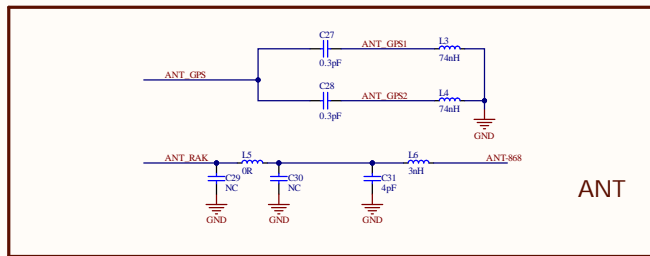 C27
ANT_GPS1
L3
0.3pF
74nH
ANT_GPS
C28
ANT_GPS2
L4
0.3pF
74nH
GND
ANT_RAK
L5
L6
ANT-868
0R
3nH
C29
C30
C31
NC
NC
4pF
GND
GND
GND
ANT